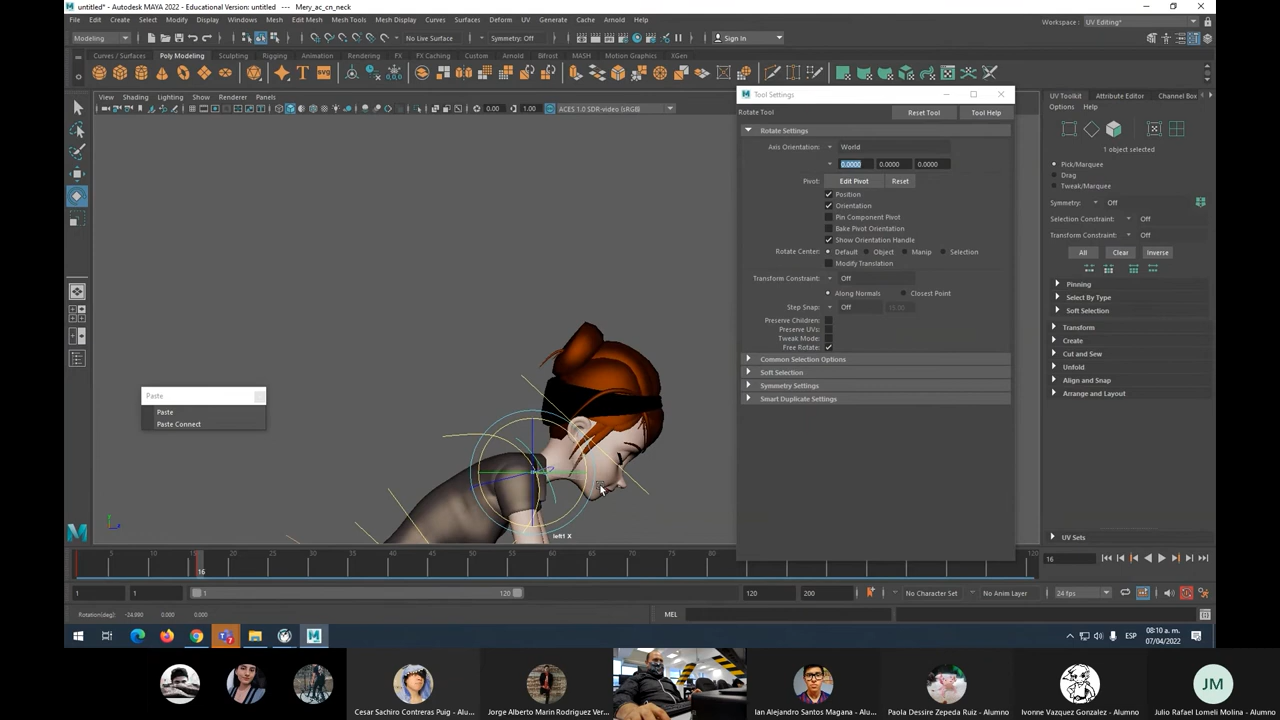 untitled* - Autodesk MAYA 2022 - Educational Version: untitled --- Mery_ac_cn_neck
File Edit Create Select Modify Display Windows Mesh Edit Mesh Mesh Tools Mesh Display Curves Surfaces Deform UV Generate Cache Arnold Help
Workspace: UV Editing*
Modeling
No Live Surface
Symmetry: Off
Sign In
Curves / Surfaces Poly Modeling Sculpting Rigging Animation Rendering FX FX Caching Custom Arnold Bifrost MASH Motion Graphics XGen
View Shading Lighting Show Renderer Panels
0.00 1.00 ACES 1.0 SDR-video (sRGB)
Tool Settings
Rotate Tool Reset Tool Tool Help
Rotate Settings
Axis Orientation: World
0.0000 0.0000 0.0000
Pivot: Edit Pivot Reset
Position
Orientation
Pin Component Pivot
Bake Pivot Orientation
Show Orientation Handle
Rotate Center: Default Object Manip Selection
Modify Translation
Transform Constraint: Off
Along Normals Closest Point
Step Snap: Off 15.00
Preserve Children:
Preserve UVs:
Tweak Mode:
Free Rotate:
Common Selection Options
Soft Selection
Symmetry Settings
Smart Duplicate Settings
UV Toolkit Attribute Editor Channel Box
Options Help
1 object selected
Pick/Marquee
Drag
Tweak/Marquee
Symmetry: Off
Selection Constraint: Off
Transform Constraint: Off
All Clear Inverse
Pinning
Select By Type
Soft Selection
Transform
Create
Cut and Sew
Unfold
Align and Snap
Arrange and Layout
UV Sets
Paste
Paste
Paste Connect
left1 X
5 10 15 20 25 30 35 40 45 50 55 60 65 70 75 80 120
16
16
1 1 1 120 120 200
No Character Set No Anim Layer 24 fps
Rotation(deg): -24.990 0.000 0.000
MEL
ESP
08:10 a. m.
07/04/2022
Cesar Sachiro Contreras Puig - Alu...
Jorge Alberto Marin Rodriguez Ver...
Ian Alejandro Santos Magana - Alu...
Paola Dessire Zepeda Ruiz - Alumno
Ivonne Vazquez Gonzalez - Alumno
JM
Julio Rafael Lomeli Molina - Alumno